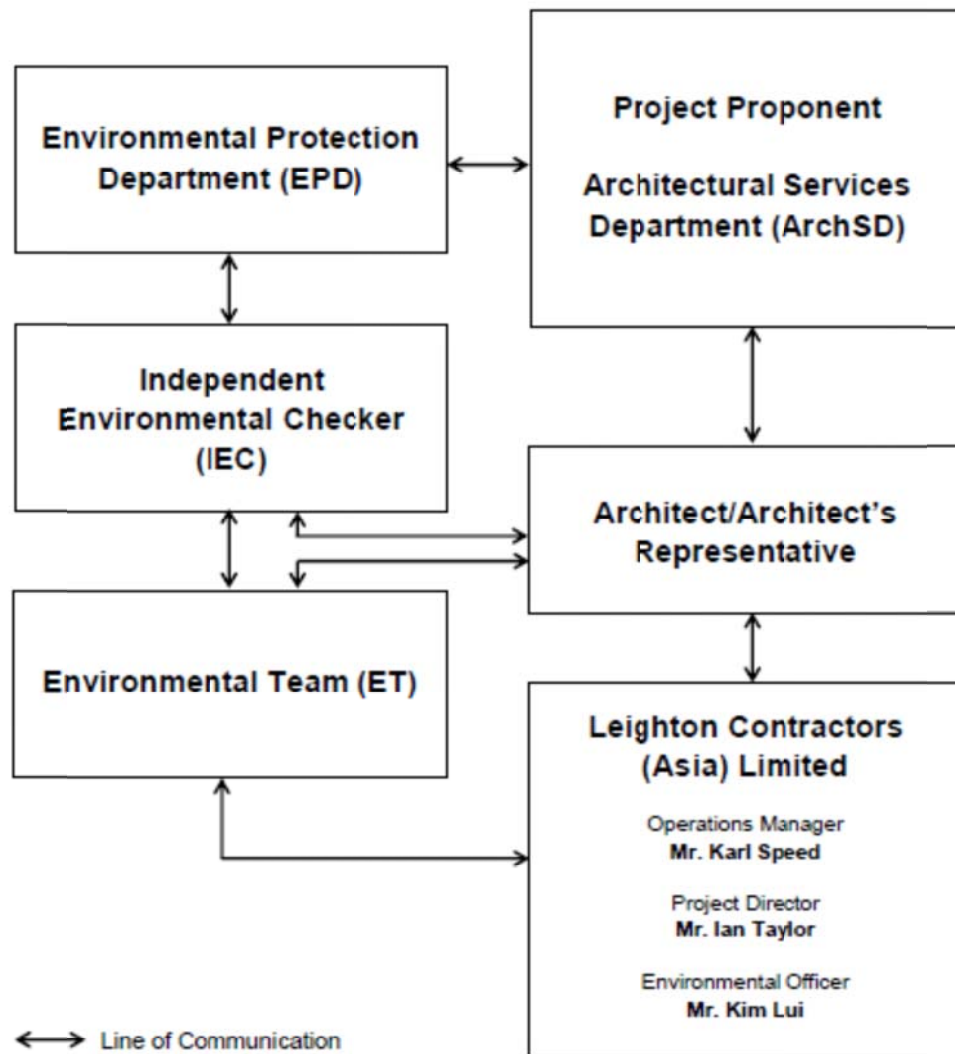 Environmental Protection
Department (EPD)
Project Proponent
Architectural Services
Department (ArchSD)
Independent
Environmental Checker
(IEC)
Architect/Architect's
Representative
Environmental Team (ET)
Leighton Contractors
(Asia) Limited
Operations Manager
Mr. Karl Speed
Project Director
Mr. Ian Taylor
Environmental Officer
Mr. Kim Lui
Line of Communication